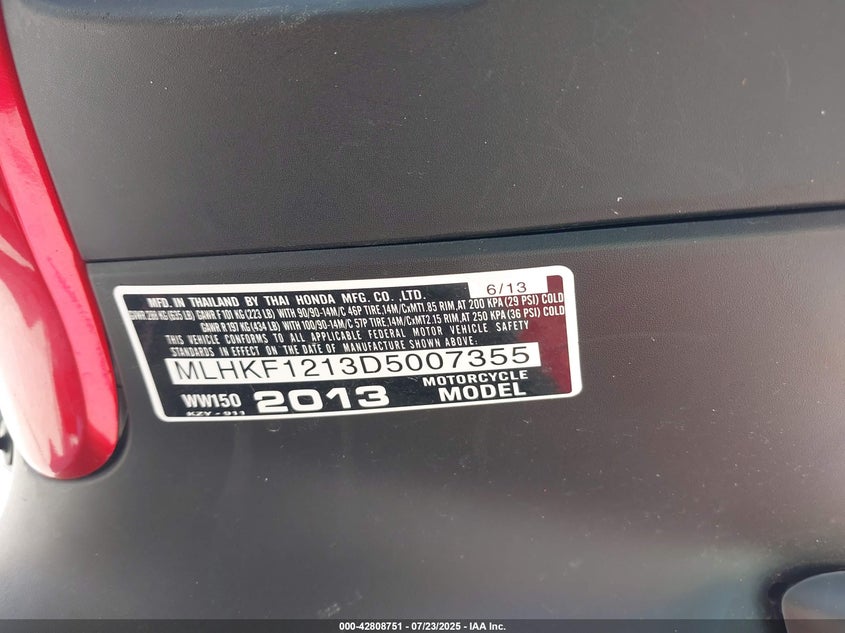 MFD. IN THAILAND BY THAI HONDA MFG. CO., LTD. 6/13
GAWR F 101 KG (223 LB) WITH 90/90-14M/C 46P TIRE,14M/CxMT1.85 RIM,AT 200 KPA (29 PSI) COLD
GAWR R 197 KG (434 LB) WITH 100/90-14M/C 57P TIRE,14M/CxMT2.15 RIM,AT 250 KPA (36 PSI) COLD
THIS VEHICLE CONFORMS TO ALL APPLICABLE FEDERAL MOTOR VEHICLE SAFETY
STANDARDS IN EFFECT ON THE DATE OF MANUFACTURE SHOWN ABOVE.
MLHKF1213D5007355
WW150 2013 MOTORCYCLE MODEL
KZY-911
000-42808751 - 07/23/2025 - IAA Inc.